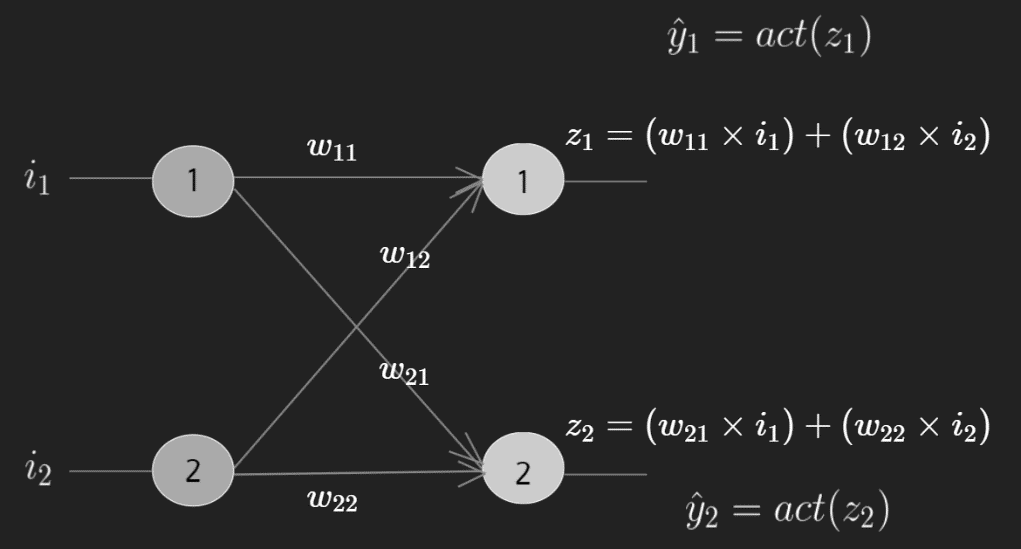 ŷ₁ = act(z₁)
z₁ = (w₁₁ × i₁) + (w₁₂ × i₂)
w₁₁
i₁
1
1
w₁₂
w₂₁
z₂ = (w₂₁ × i₁) + (w₂₂ × i₂)
i₂
2
2
w₂₂
ŷ₂ = act(z₂)